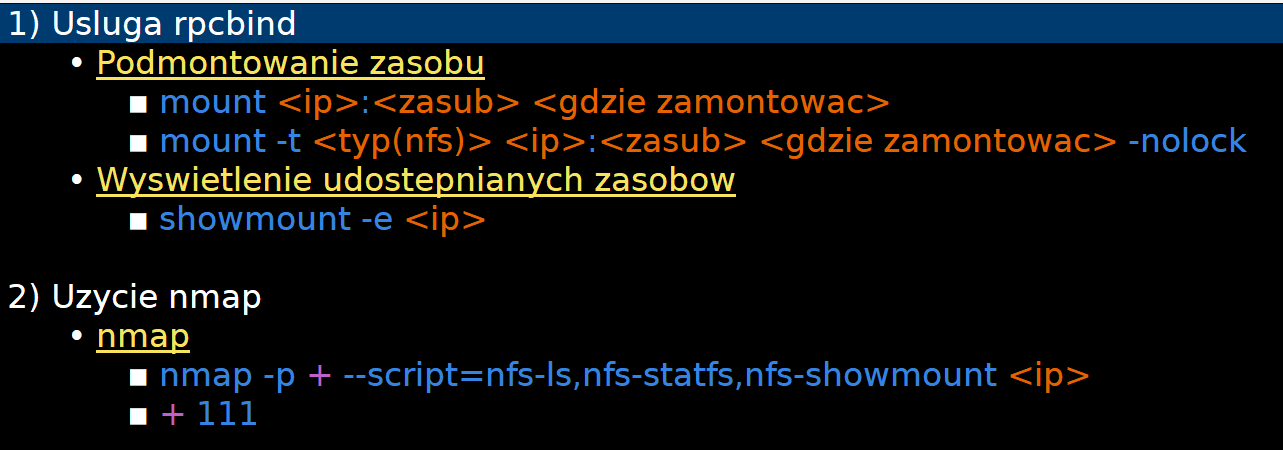 1) Usluga rpcbind
• Podmontowanie zasobu
▪ mount <ip>:<zasub> <gdzie zamontowac>
▪ mount -t <typ(nfs)> <ip>:<zasub> <gdzie zamontowac> -nolock
• Wyswietlenie udostepnianych zasobow
▪ showmount -e <ip>
2) Uzycie nmap
• nmap
▪ nmap -p + --script=nfs-ls,nfs-statfs,nfs-showmount <ip>
▪ + 111